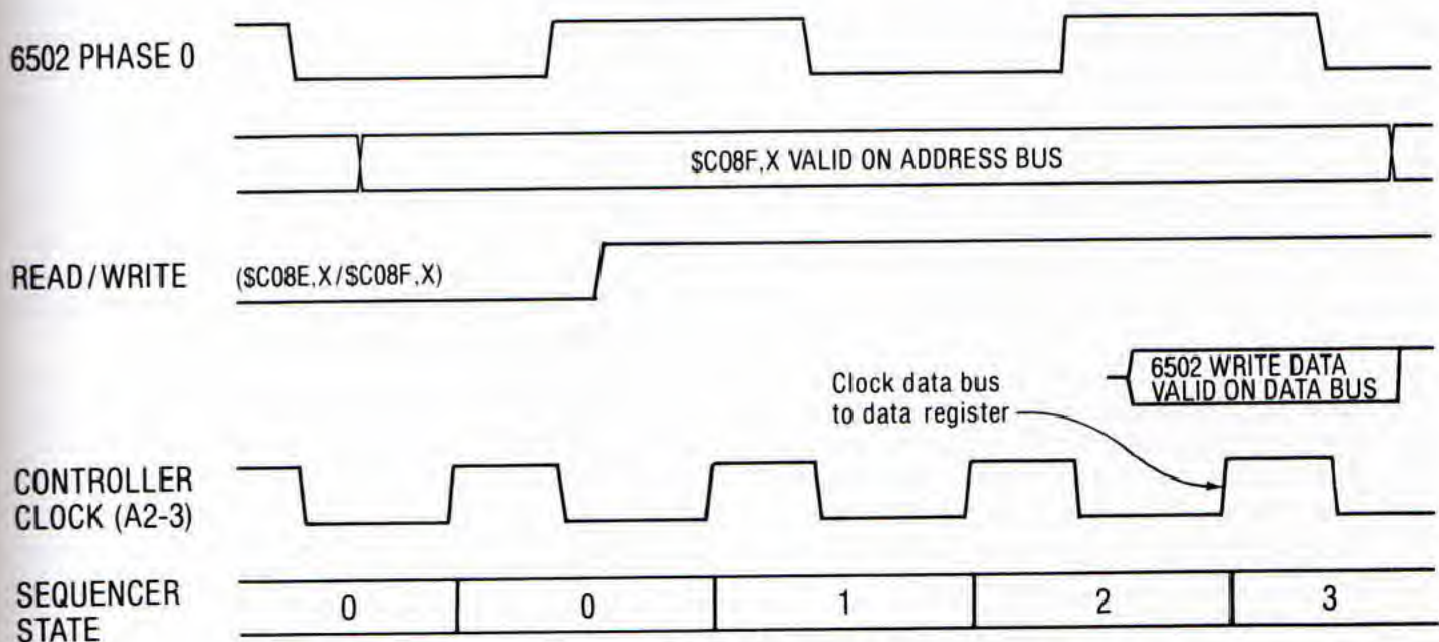 6502 PHASE 0
$C08F,X VALID ON ADDRESS BUS
READ/WRITE
($C08E,X/$C08F,X)
Clock data bus
to data register
6502 WRITE DATA
VALID ON DATA BUS
CONTROLLER
CLOCK (A2-3)
SEQUENCER
STATE
0 0 1 2 3